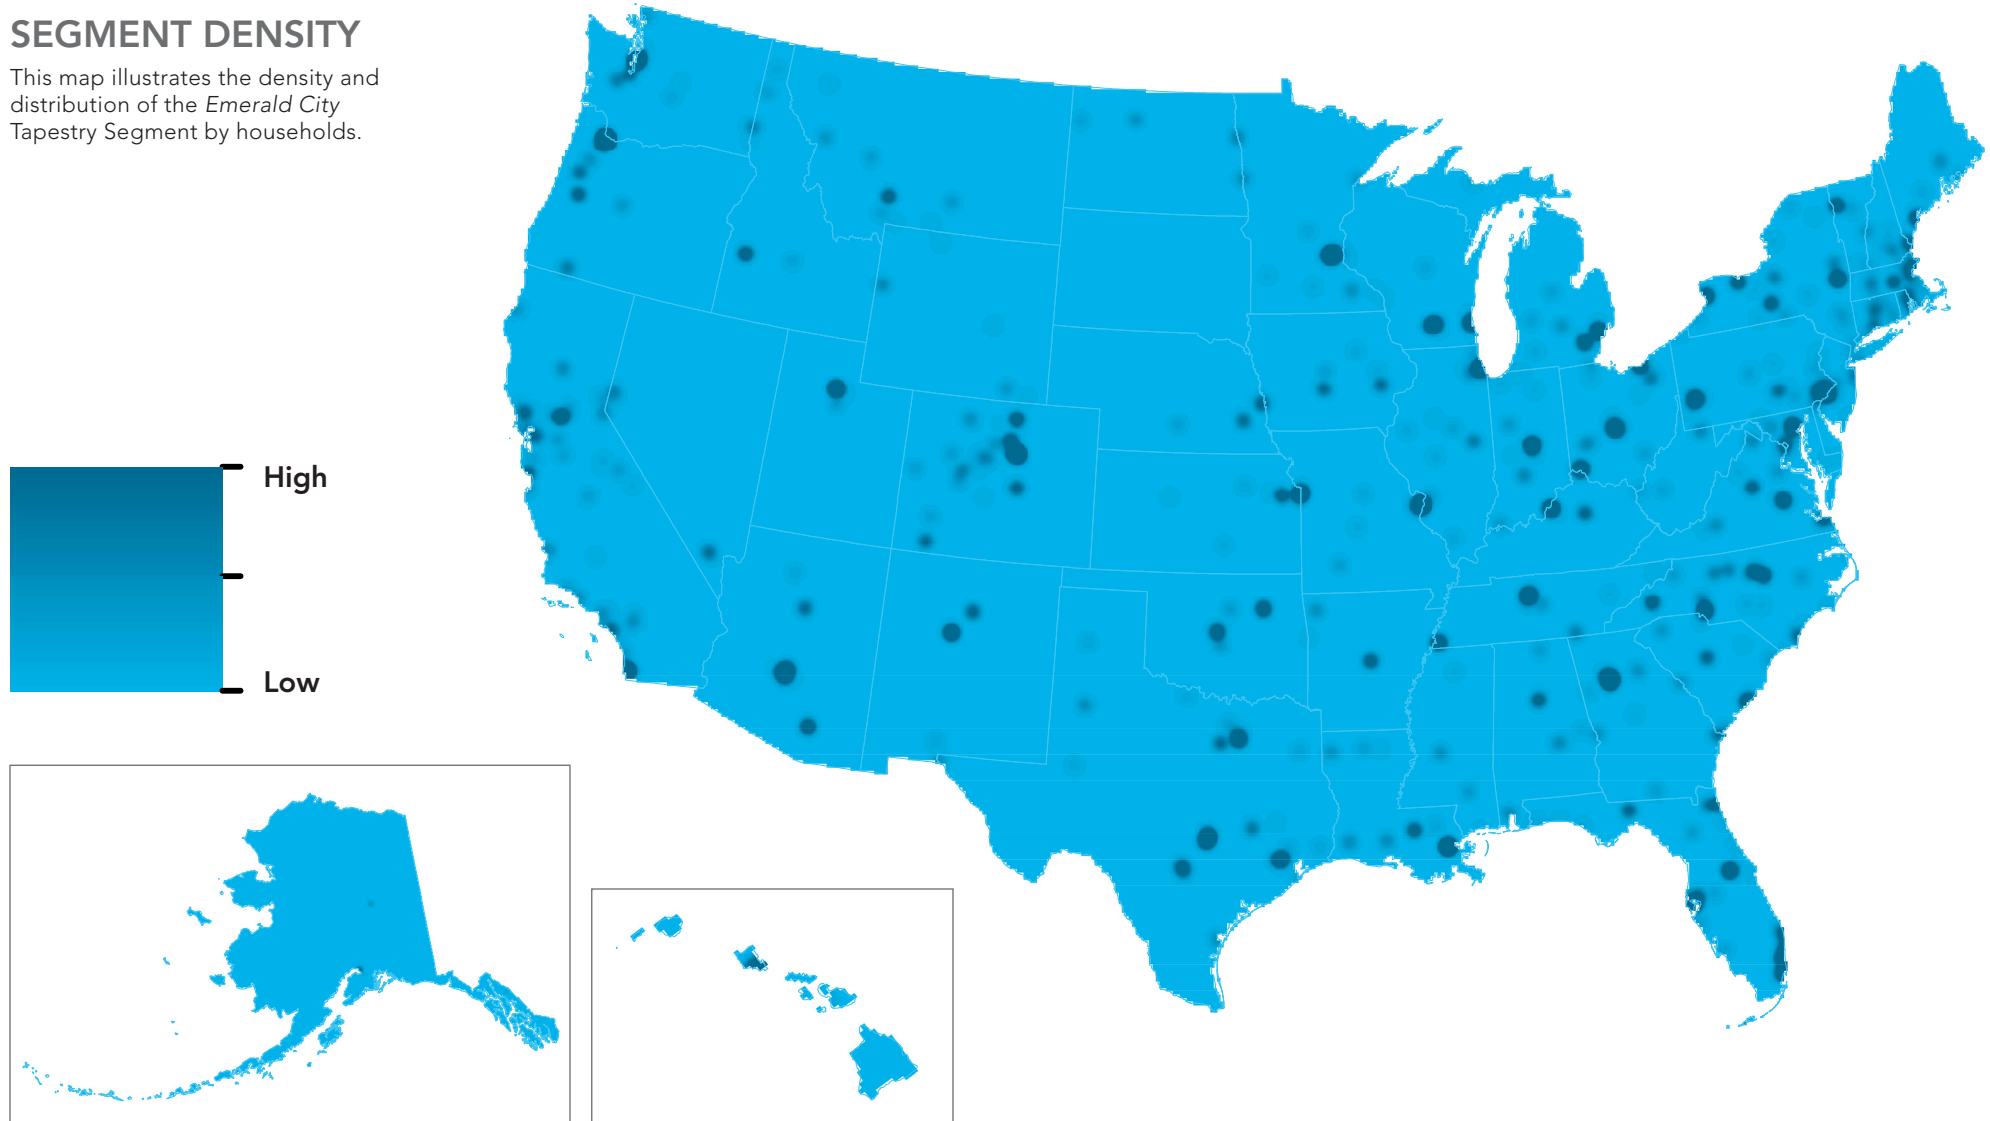 SEGMENT DENSITY
This map illustrates the density and
distribution of the Emerald City
Tapestry Segment by households.
High
Low